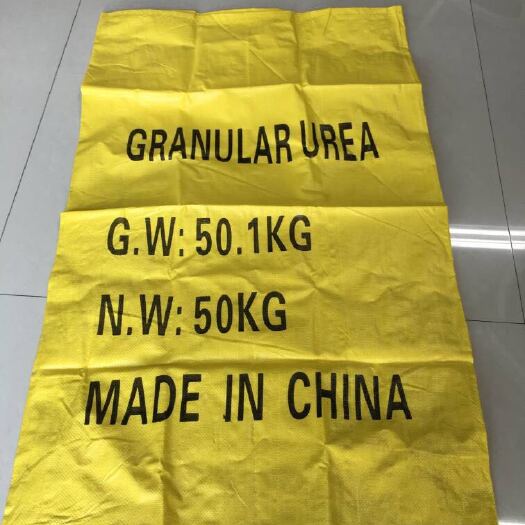 GRANULAR UREA
G.W: 50.1KG
N.W: 50KG
MADE IN CHINA